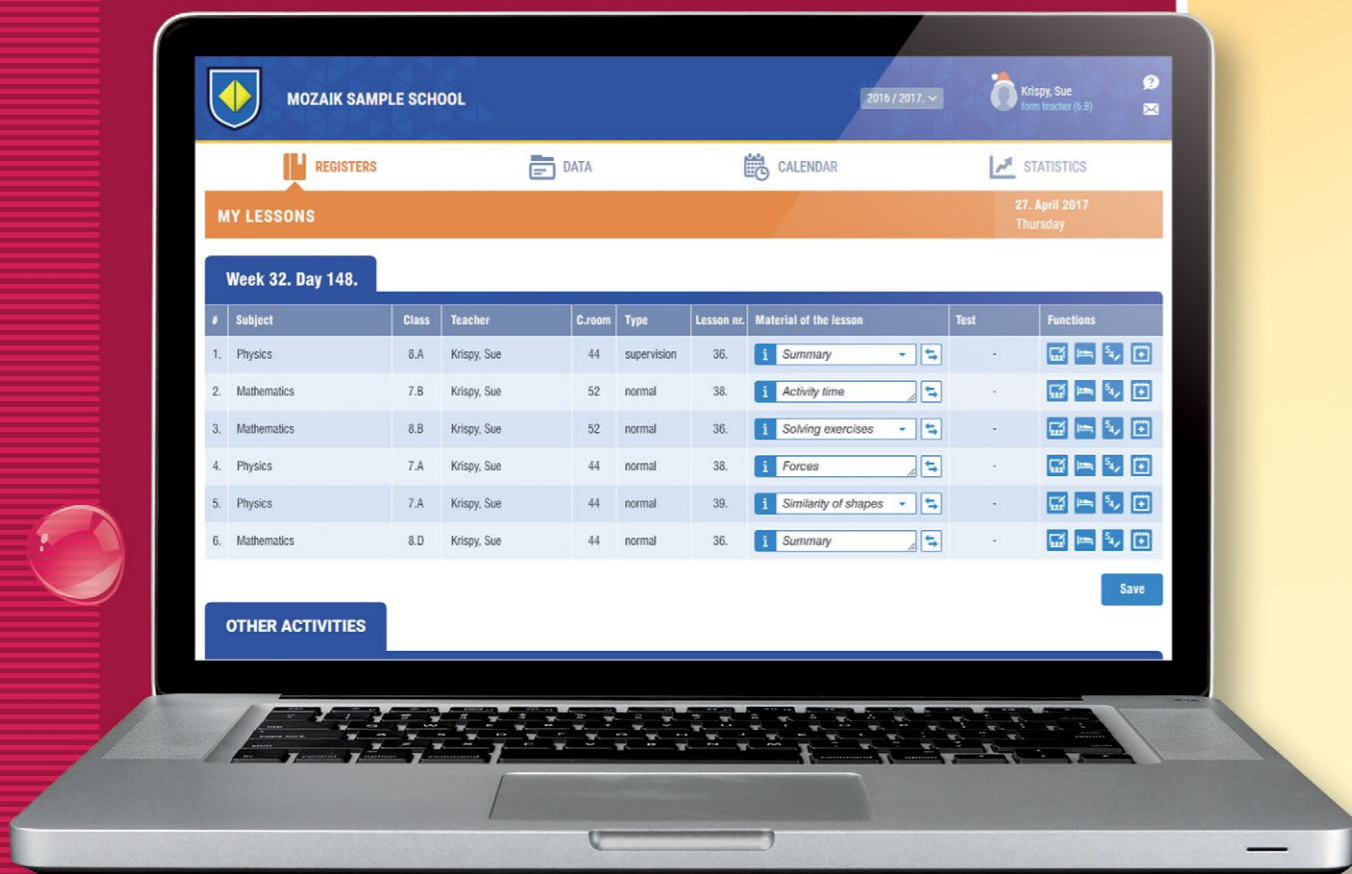 MOZAIK SAMPLE SCHOOL
2016 / 2017.
Krispy, Sue
form teacher (6.B)
REGISTERS
DATA
CALENDAR
STATISTICS
MY LESSONS
27. April 2017
Thursday
Week 32. Day 148.
# Subject Class Teacher C.room Type Lesson nr. Material of the lesson Test Functions
1. Physics 8.A Krispy, Sue 44 supervision 36. i Summary -
2. Mathematics 7.B Krispy, Sue 52 normal 38. i Activity time -
3. Mathematics 8.B Krispy, Sue 52 normal 36. i Solving exercises -
4. Physics 7.A Krispy, Sue 44 normal 38. i Forces -
5. Physics 7.A Krispy, Sue 44 normal 39. i Similarity of shapes -
6. Mathematics 8.D Krispy, Sue 44 normal 36. i Summary -
Save
OTHER ACTIVITIES